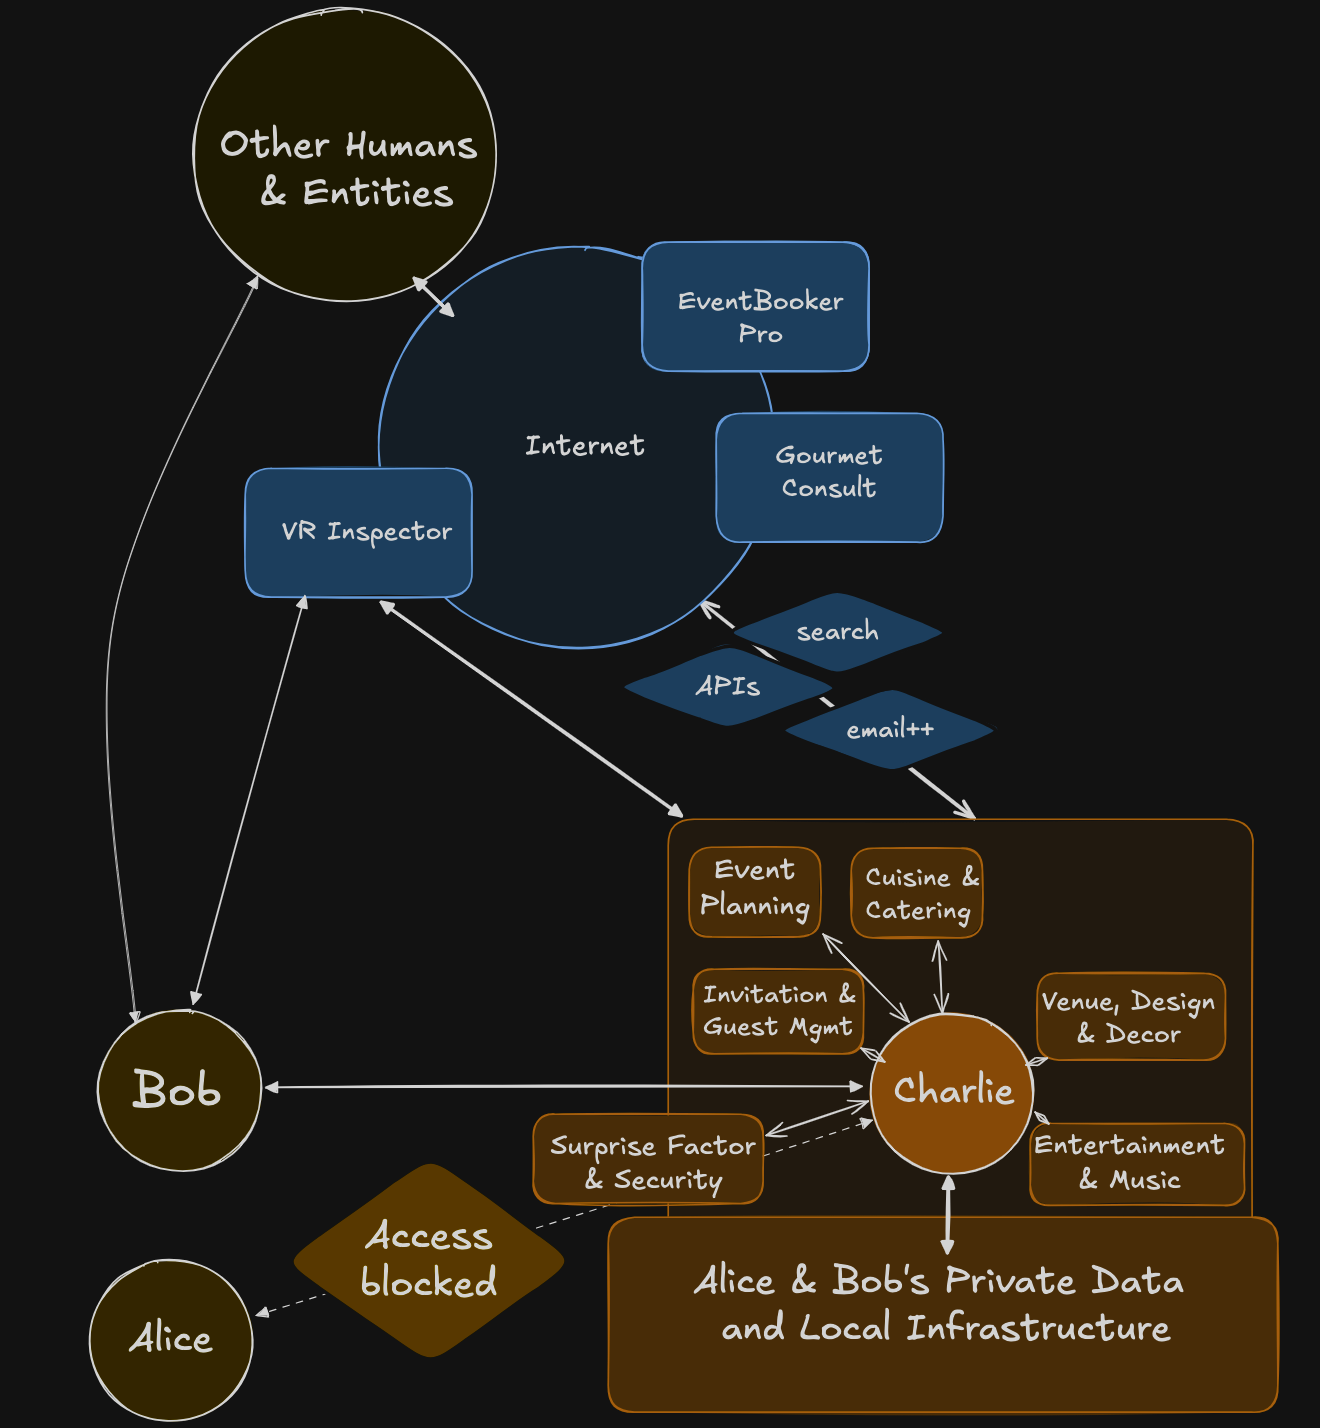 Other Humans
& Entities
EventBooker
Pro
Internet
Gourmet
Consult
VR Inspector
search
APIs
email++
Event
Planning
Cuisine &
Catering
Invitation &
Guest Mgmt
Venue, Design
& Decor
Bob
Charlie
Surprise Factor
& Security
Entertainment
& Music
Access
blocked
Alice & Bob's Private Data
and Local Infrastructure
Alice